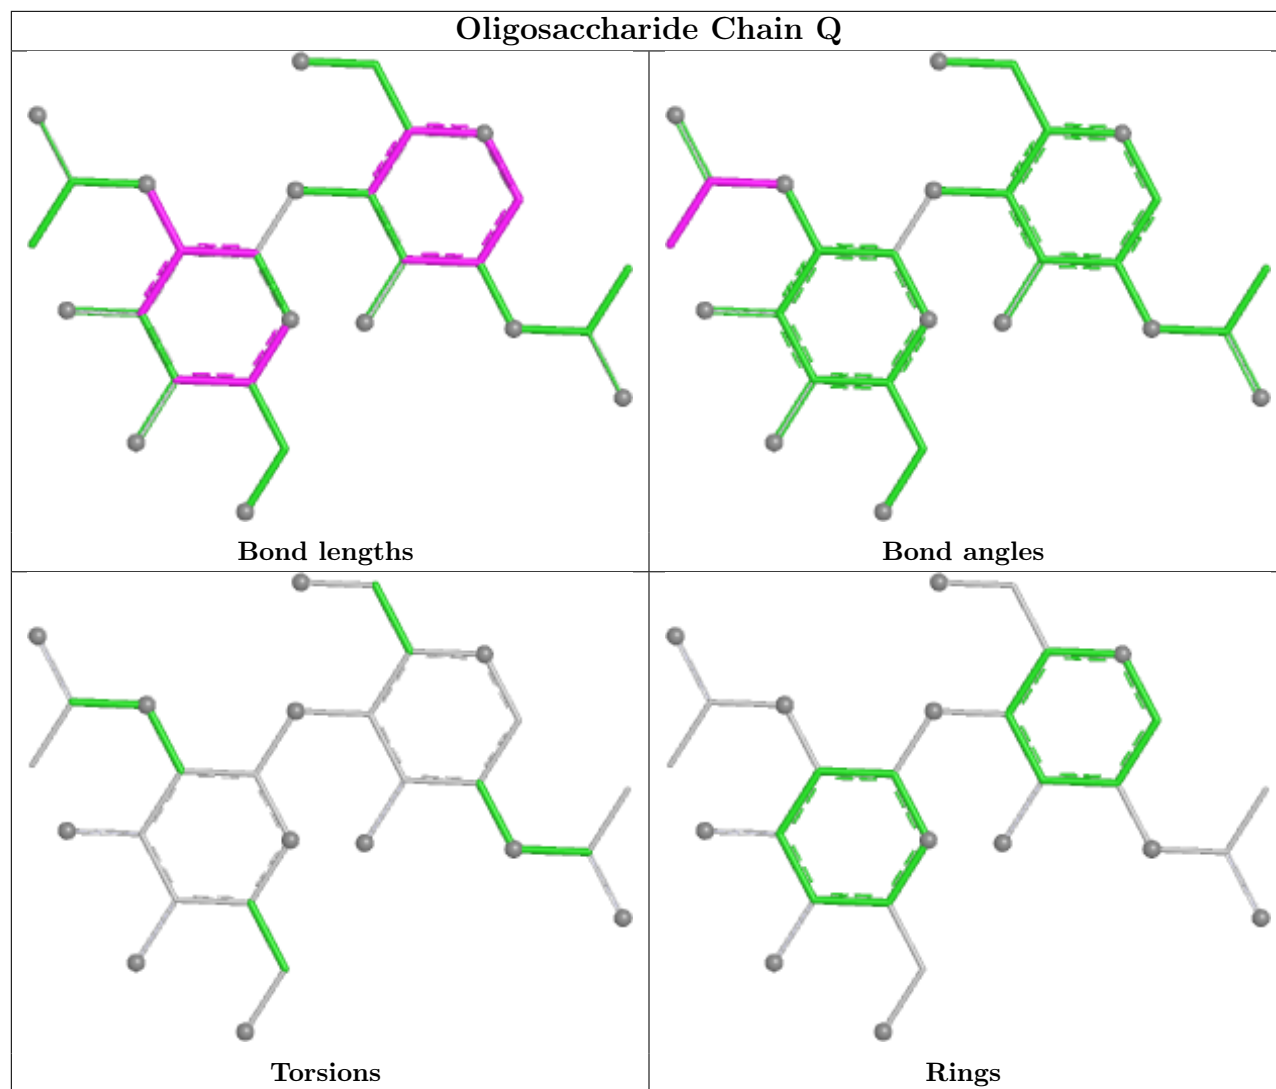 Oligosaccharide Chain Q
Bond lengths
Bond angles
Torsions
Rings